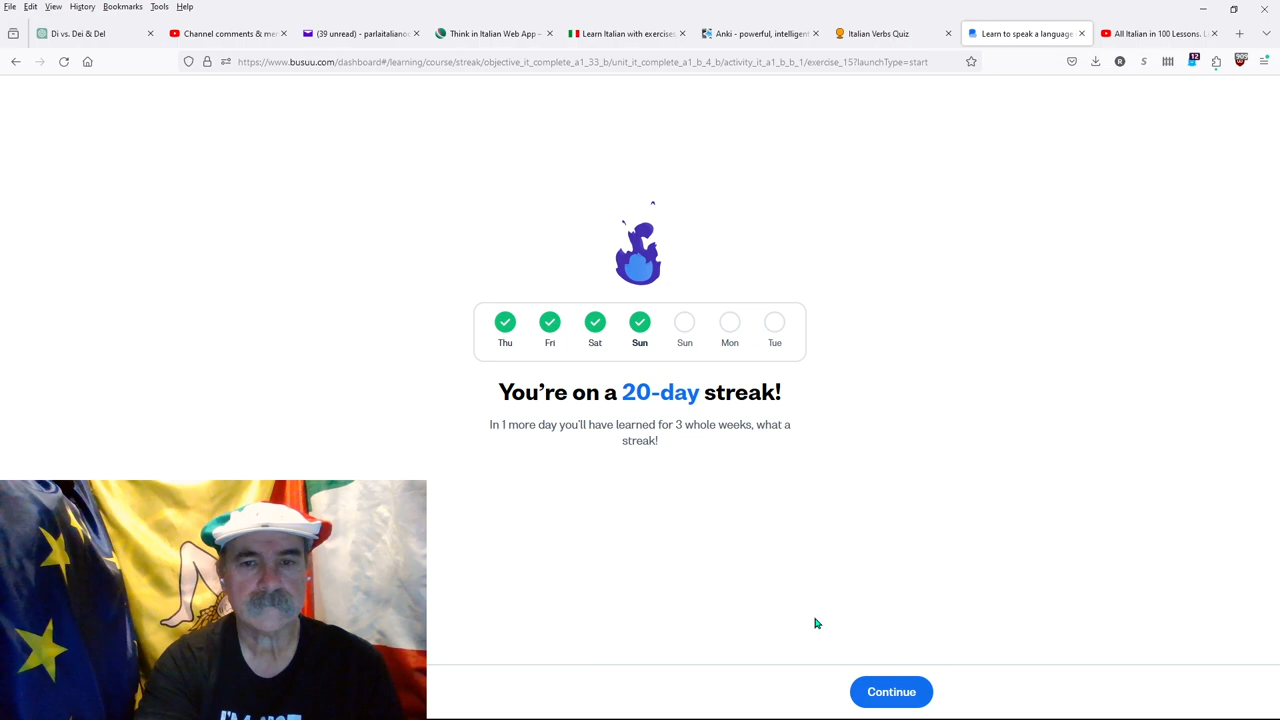 File Edit View History Bookmarks Tools Help
Di vs. Dei & Del
Channel comments & me
(39 unread) - parlaitaliano
Think in Italian Web App –
Learn Italian with exercises
Anki - powerful, intelligent
Italian Verbs Quiz
Learn to speak a language
All Italian in 100 Lessons. L
https://www.busuu.com/dashboard#/learning/course/streak/objective_it_complete_a1_33_b/unit_it_complete_a1_b_4_b/activity_it_a1_b_b_1/exercise_15?launchType=start
12
Thu Fri Sat Sun Sun Mon Tue
You're on a 20-day streak!
In 1 more day you'll have learned for 3 whole weeks, what a
streak!
I'M NOT
Continue